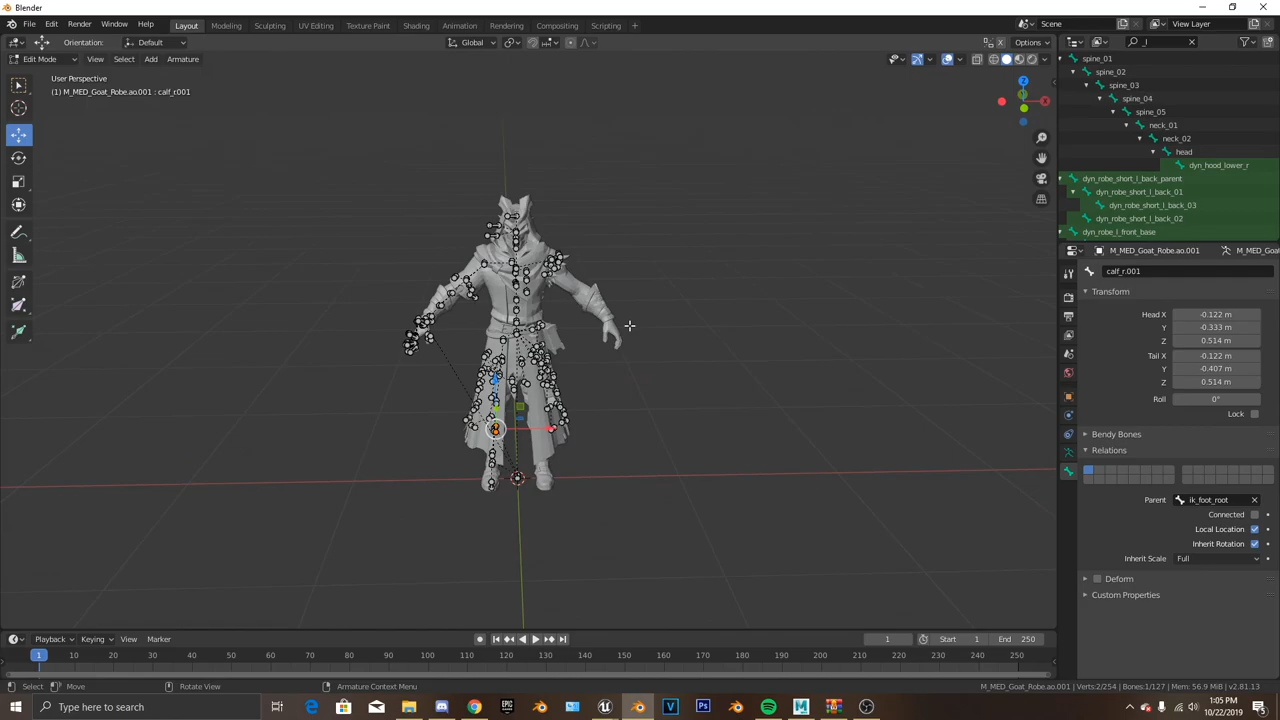 Blender
File Edit Render Window Help Layout Modeling Sculpting UV Editing Texture Paint Shading Animation Rendering Compositing Scripting + Scene View Layer
Orientation: Default Global Options _l
Edit Mode View Select Add Armature
User Perspective
(1) M_MED_Goat_Robe.ao.001 : calf_r.001
spine_01
spine_02
spine_03
spine_04
spine_05
neck_01
neck_02
head
dyn_hood_lower_r
dyn_robe_short_l_back_parent
dyn_robe_short_l_back_01
dyn_robe_short_l_back_03
dyn_robe_short_l_back_02
dyn_robe_l_front_base
M_MED_Goat_Robe.ao.001 M_MED_Goat
calf_r.001
Transform
Head X -0.122 m
Y -0.333 m
Z 0.514 m
Tail X -0.122 m
Y -0.407 m
Z 0.514 m
Roll 0°
Lock
Bendy Bones
Relations
Parent ik_foot_root
Connected
Local Location
Inherit Rotation
Inherit Scale Full
Deform
Custom Properties
Playback Keying View Marker 1 Start 1 End 250
1 10 20 30 40 50 60 70 80 90 100 110 120 130 140 150 160 170 180 190 200 210 220 230 240 250
Select Move Rotate View Armature Context Menu M_MED_Goat_Robe.ao.001 | Verts:2/254 | Bones:1/127 | Mem: 56.9 MiB | v2.81.13
Type here to search
1:05 PM
10/22/2019